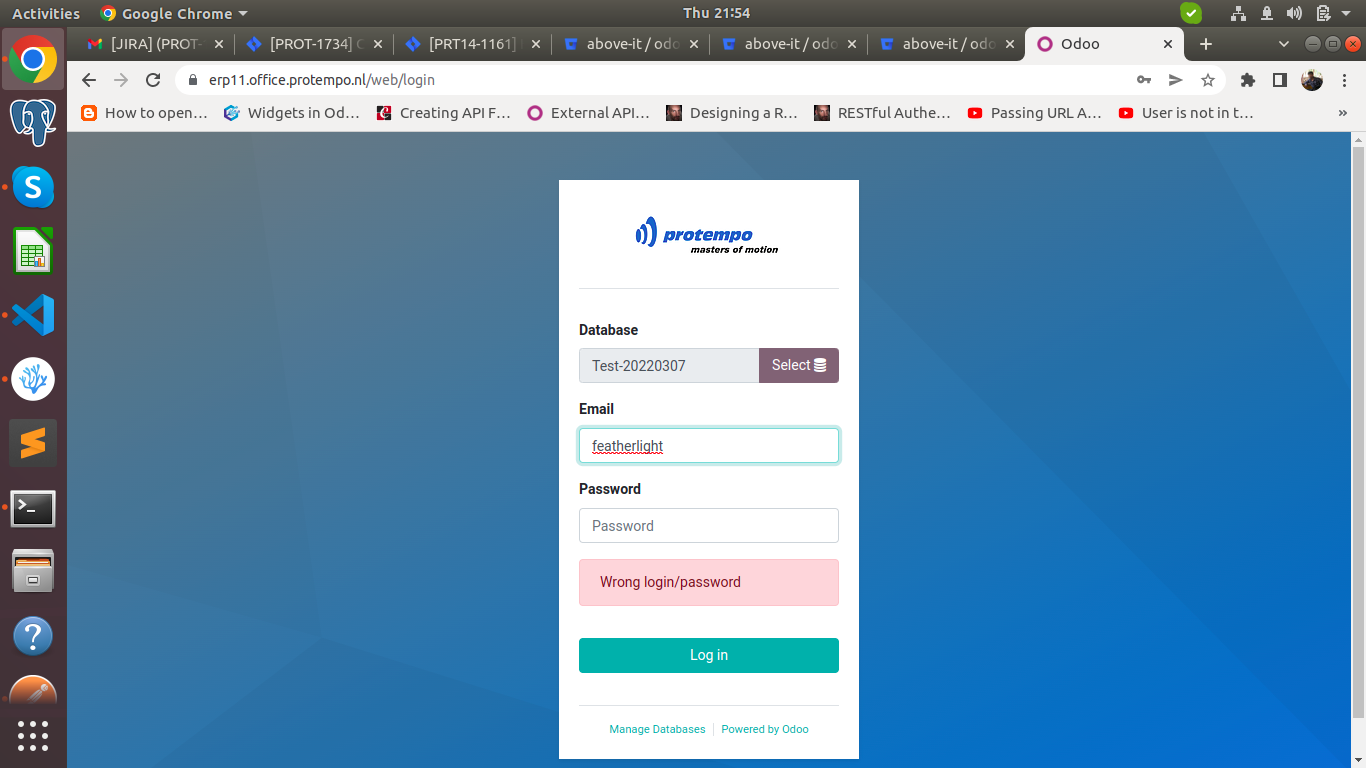 Activities Google Chrome Thu 21:54
[JIRA] (PROT- [PROT-1734] C [PRT14-1161] above-it / odo above-it / odo above-it / odo Odoo
erp11.office.protempo.nl/web/login
How to open… Widgets in Od… Creating API F… External API… Designing a R… RESTful Authe… Passing URL A… User is not in t… »
protempo
masters of motion
Database
Test-20220307 Select
Email
featherlight
Password
Password
Wrong login/password
Log in
Manage Databases Powered by Odoo